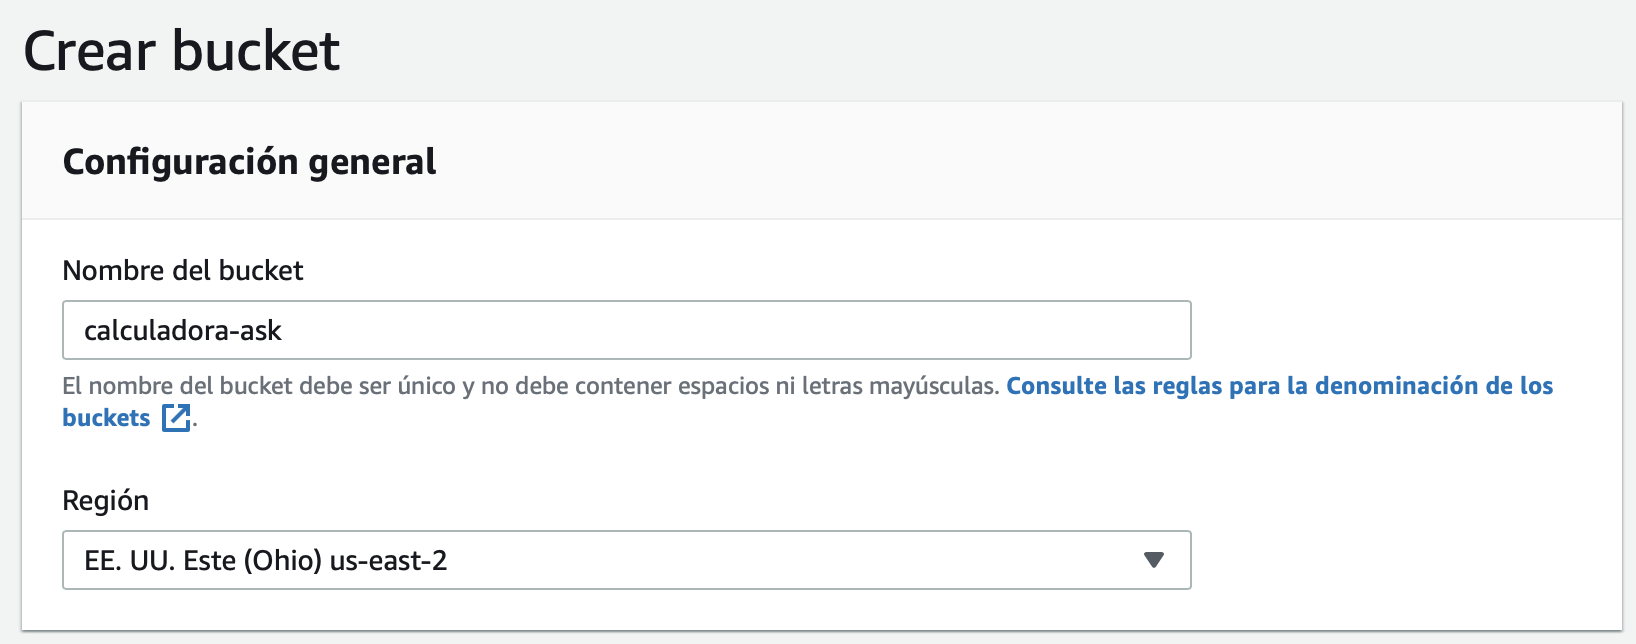 Crear bucket
Configuración general
Nombre del bucket
calculadora-ask
El nombre del bucket debe ser único y no debe contener espacios ni letras mayúsculas. Consulte las reglas para la denominación de los
buckets.
Región
EE. UU. Este (Ohio) us-east-2